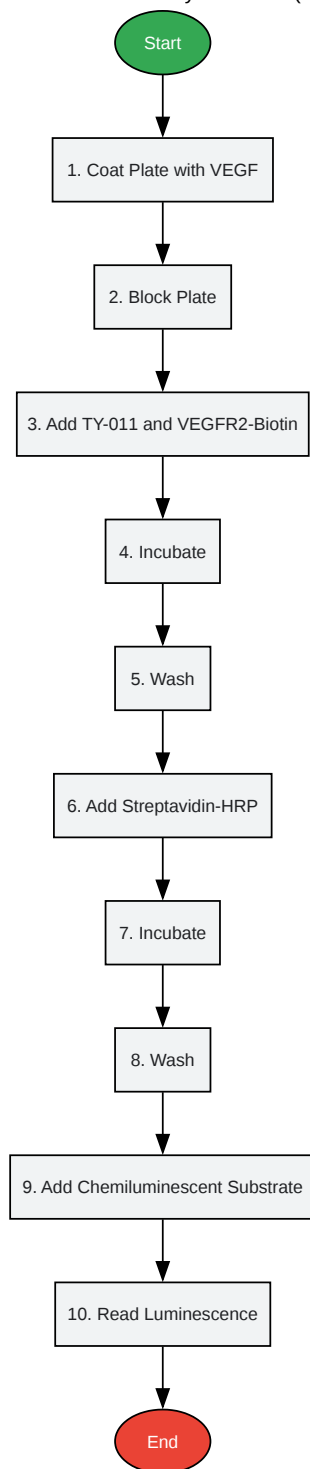 Start
1. Coat Plate with VEGF
2. Block Plate
3. Add TY-011 and VEGFR2-Biotin
4. Incubate
5. Wash
6. Add Streptavidin-HRP
7. Incubate
8. Wash
9. Add Chemiluminescent Substrate
10. Read Luminescence
End